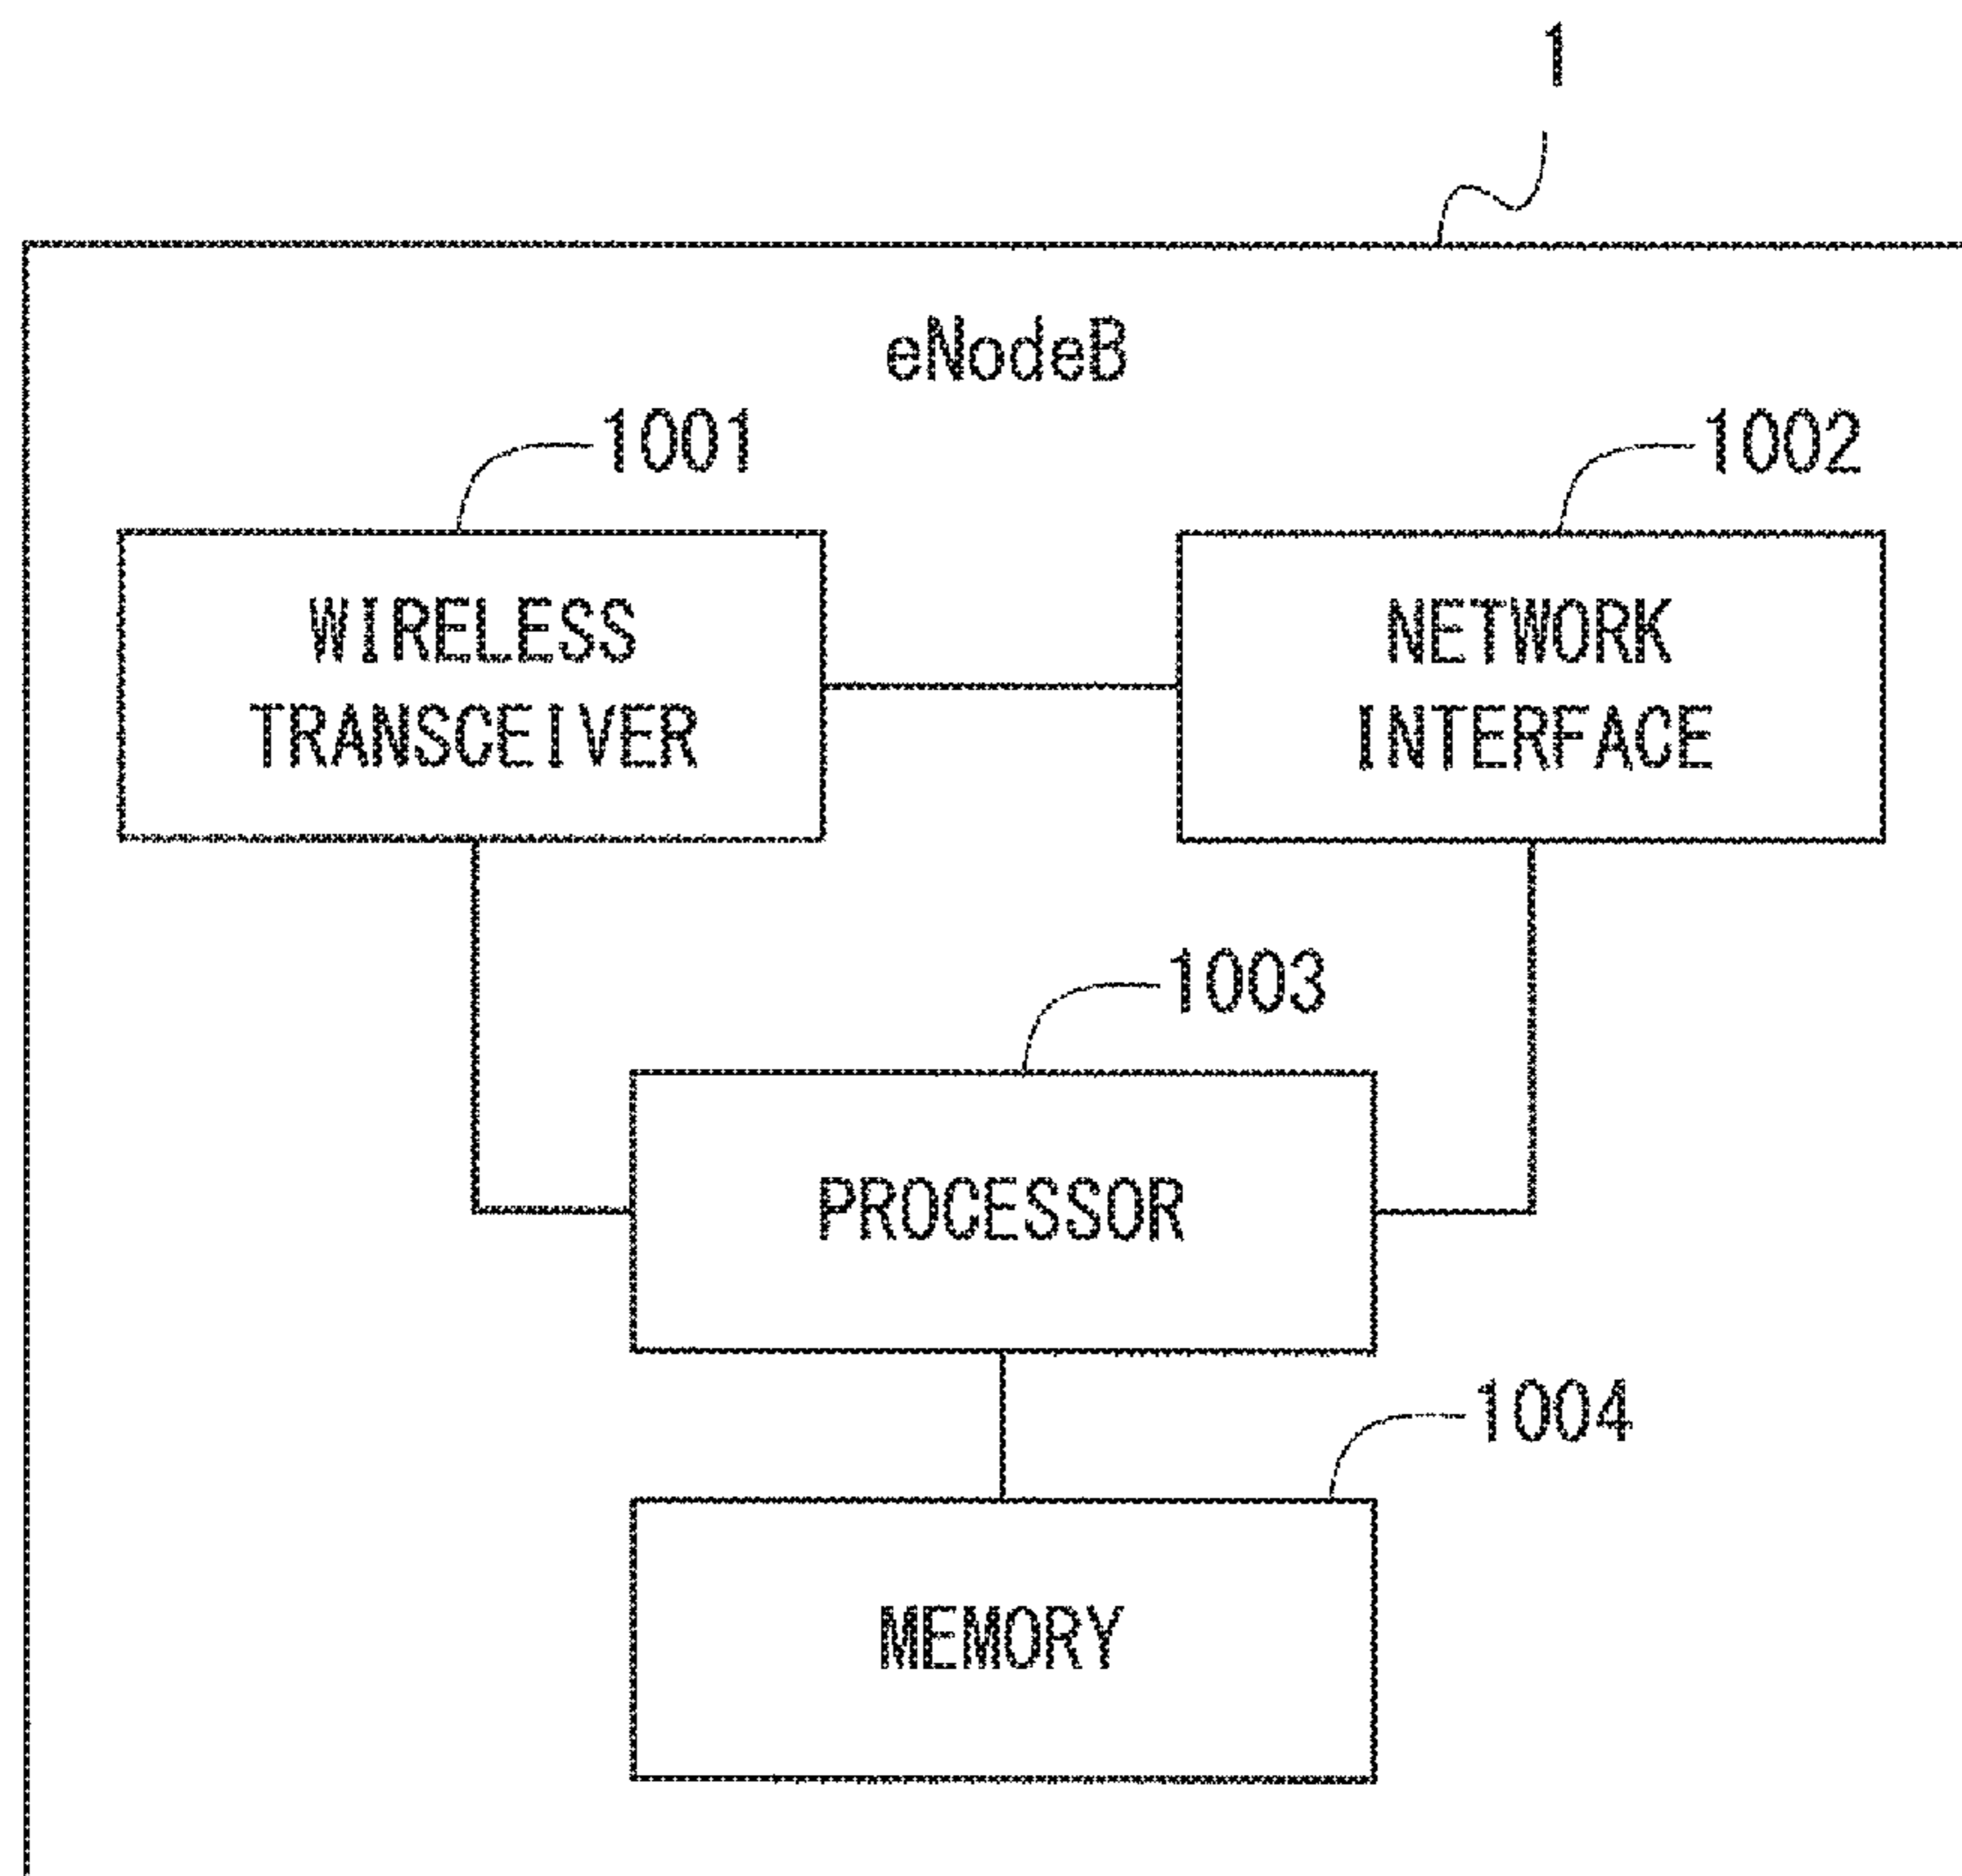 1
eNodeB
1001
1002
WIRELESS
TRANSCEIVER
NETWORK
INTERFACE
1003
PROCESSOR
1004
MEMORY